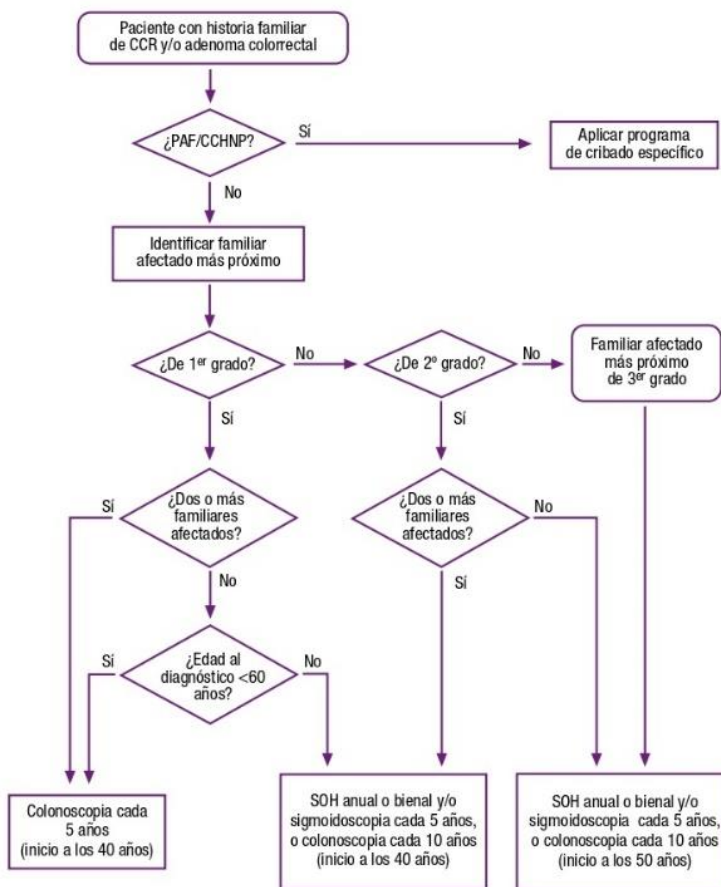 Paciente con historia familiar
de CCR y/o adenoma colorrectal
¿PAF/CCHNP?
Sí
Aplicar programa
de cribado específico
No
Identificar familiar
afectado más próximo
¿De 1er grado?
No
¿De 2º grado?
No
Familiar afectado
más próximo
de 3er grado
Sí
Sí
Sí
¿Dos o más
familiares
afectados?
¿Dos o más
familiares
afectados?
No
No
Sí
Sí
¿Edad al
diagnóstico <60
años?
No
Colonoscopia cada
5 años
(inicio a los 40 años)
SOH anual o bienal y/o
sigmoidoscopia cada 5 años,
o colonoscopia cada 10 años
(inicio a los 40 años)
SOH anual o bienal y/o
sigmoidoscopia cada 5 años,
o colonoscopia cada 10 años
(inicio a los 50 años)